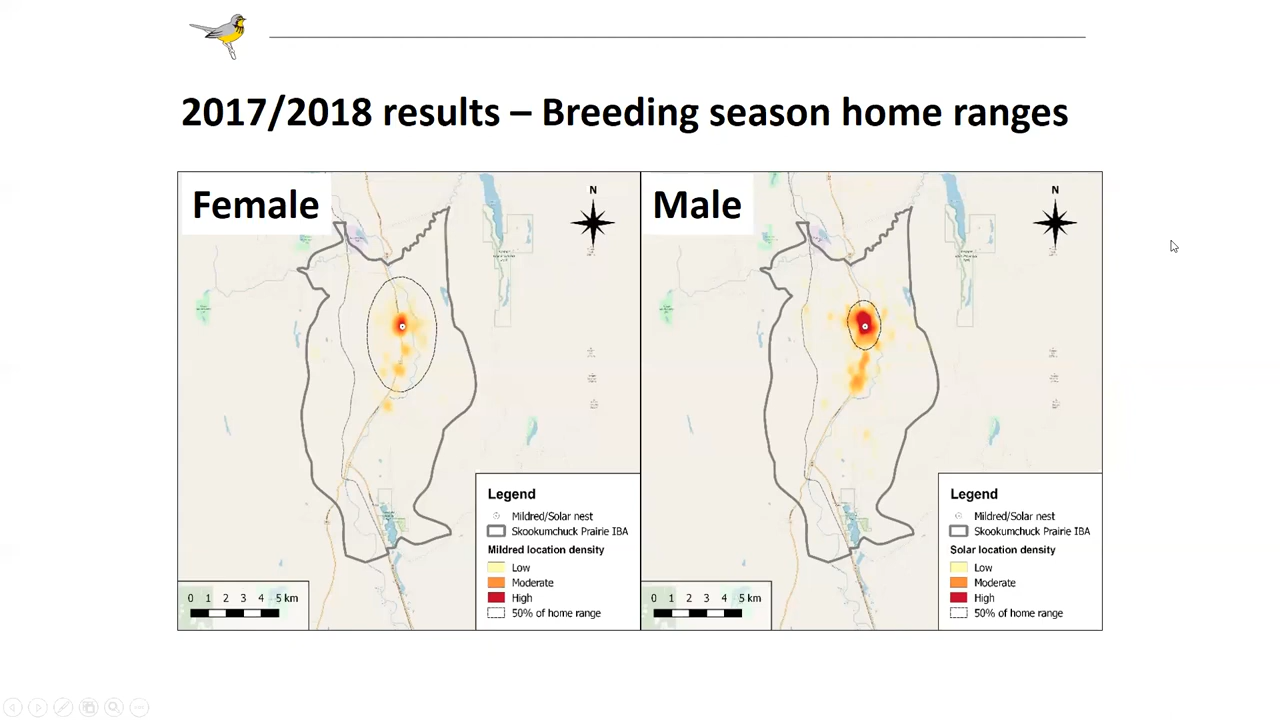 2017/2018 results – Breeding season home ranges
Female
N
Legend
Mildred/Solar nest
Skookumchuck Prairie IBA
Mildred location density
Low
Moderate
High
50% of home range
0 1 2 3 4 5 km
Male
N
Legend
Mildred/Solar nest
Skookumchuck Prairie IBA
Solar location density
Low
Moderate
High
50% of home range
0 1 2 3 4 5 km